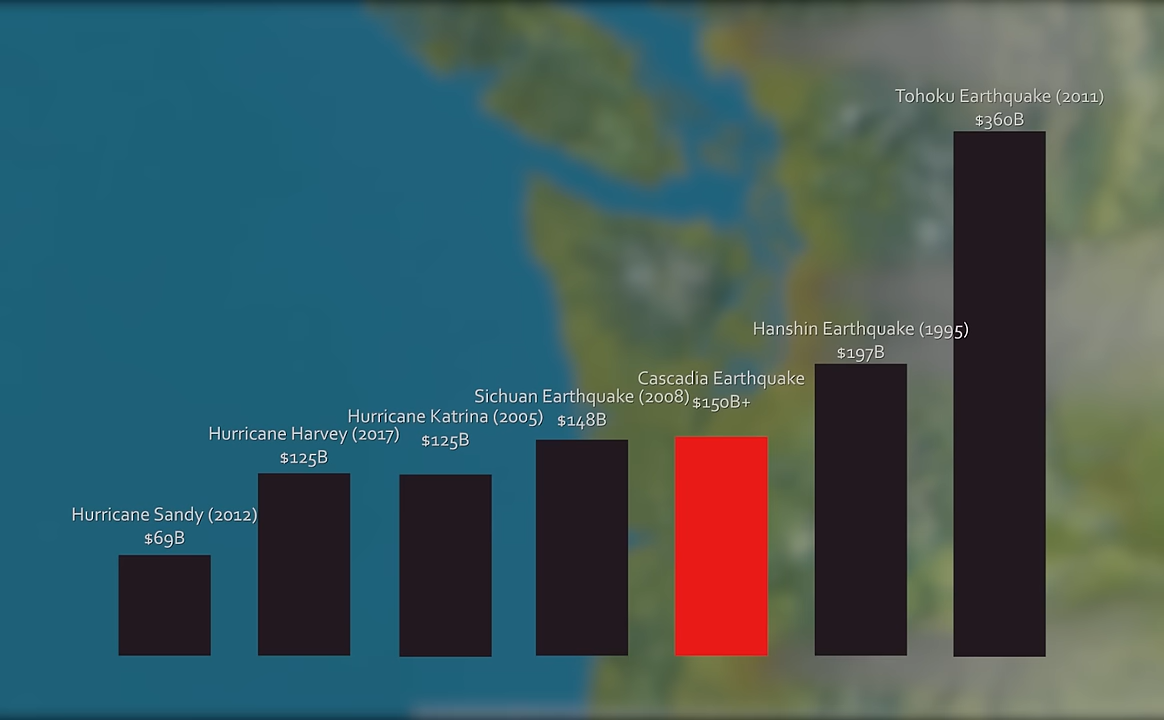 Hurricane Sandy (2012)
$69B
Hurricane Harvey (2017)
$125B
Hurricane Katrina (2005)
$125B
Sichuan Earthquake (2008)
$148B
Cascadia Earthquake
$150B+
Hanshin Earthquake (1995)
$197B
Tohoku Earthquake (2011)
$360B